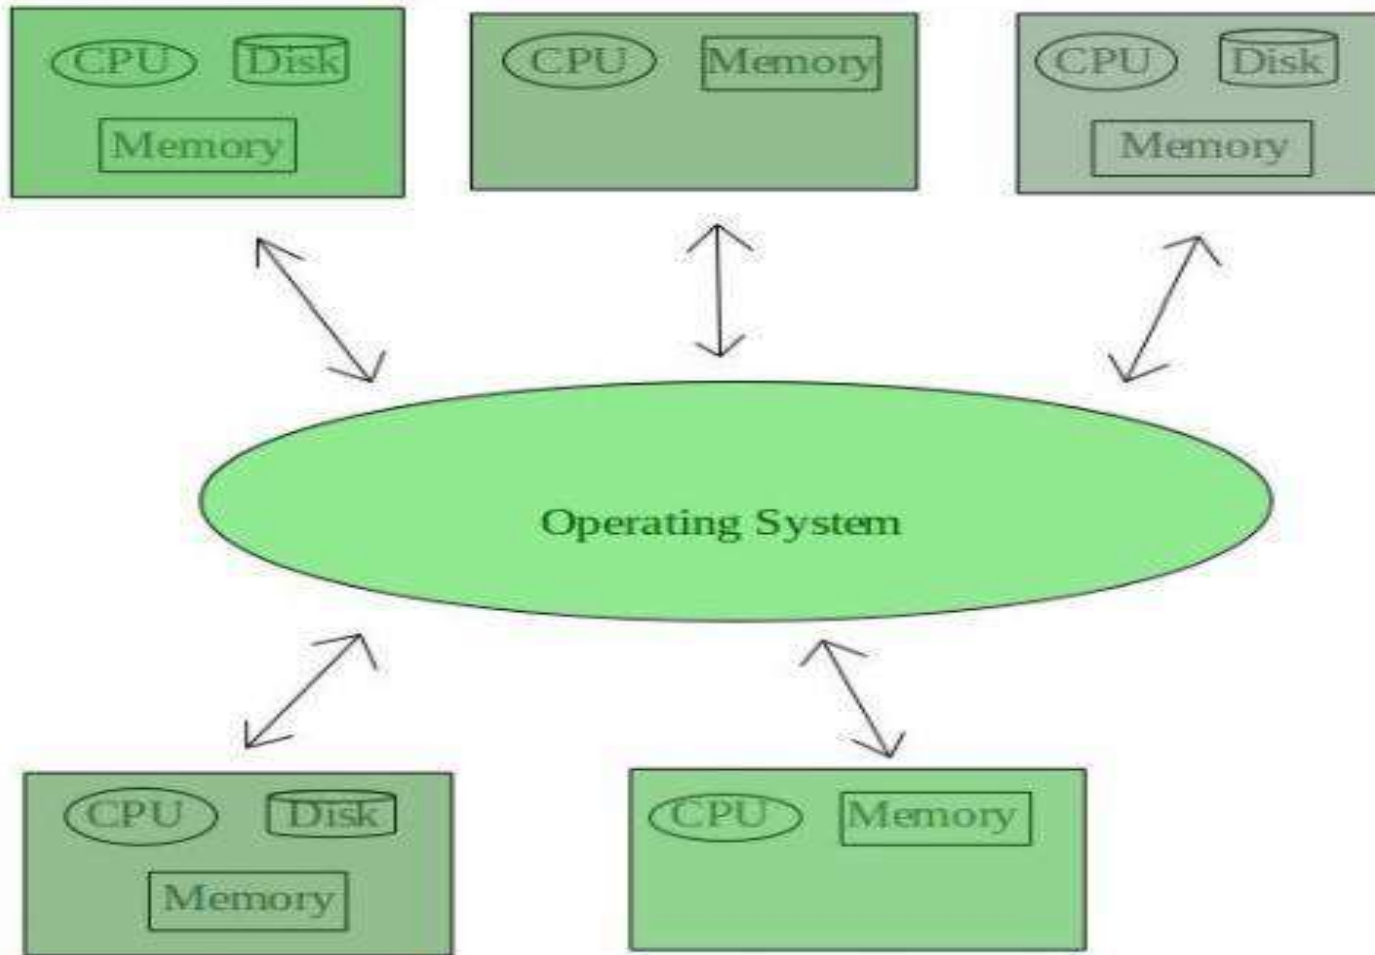 CPU Disk
Memory
CPU Memory
CPU Disk
Memory
Operating System
CPU Disk
Memory
CPU Memory